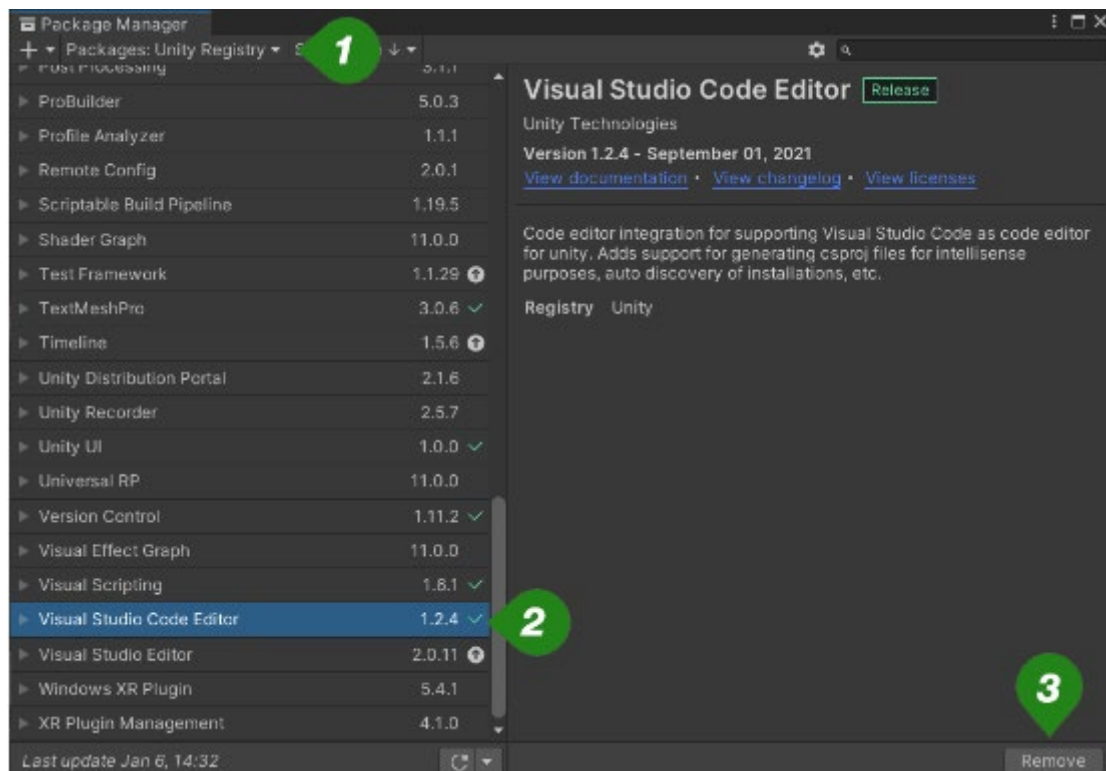 Package Manager
+ Packages: Unity Registry
1
Post Processing 3.1.1
ProBuilder 5.0.3
Profile Analyzer 1.1.1
Remote Config 2.0.1
Scriptable Build Pipeline 1.19.5
Shader Graph 11.0.0
Test Framework 1.1.29
TextMeshPro 3.0.6
Timeline 1.5.6
Unity Distribution Portal 2.1.6
Unity Recorder 2.5.7
Unity UI 1.0.0
Universal RP 11.0.0
Version Control 1.11.2
Visual Effect Graph 11.0.0
Visual Scripting 1.6.1
Visual Studio Code Editor 1.2.4
2
Visual Studio Editor 2.0.11
Windows XR Plugin 5.4.1
XR Plugin Management 4.1.0
Last update Jan 6, 14:32
Visual Studio Code Editor Release
Unity Technologies
Version 1.2.4 - September 01, 2021
View documentation • View changelog • View licenses
Code editor integration for supporting Visual Studio Code as code editor
for unity. Adds support for generating csproj files for intellisense
purposes, auto discovery of installations, etc.
Registry Unity
3
Remove